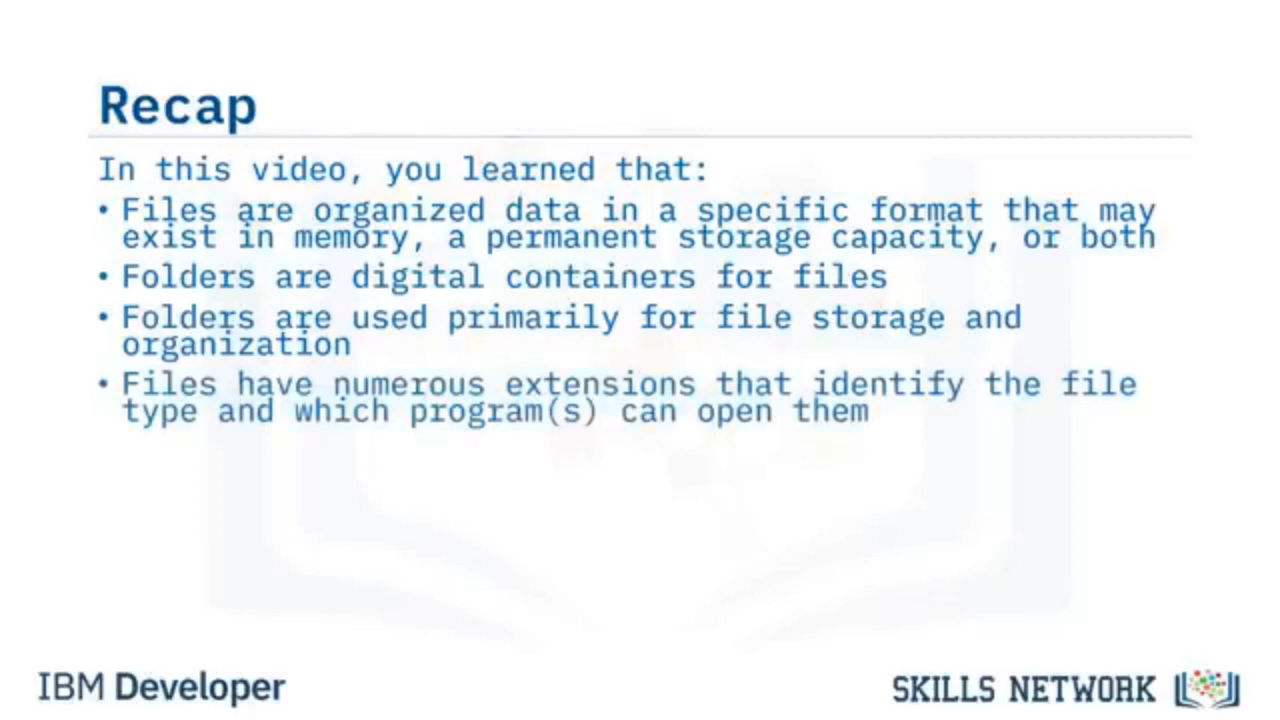 Recap
In this video, you learned that:
• Files are organized data in a specific format that may
exist in memory, a permanent storage capacity, or both
• Folders are digital containers for files
• Folders are used primarily for file storage and
organization
• Files have numerous extensions that identify the file
type and which program(s) can open them
IBM Developer
SKILLS NETWORK